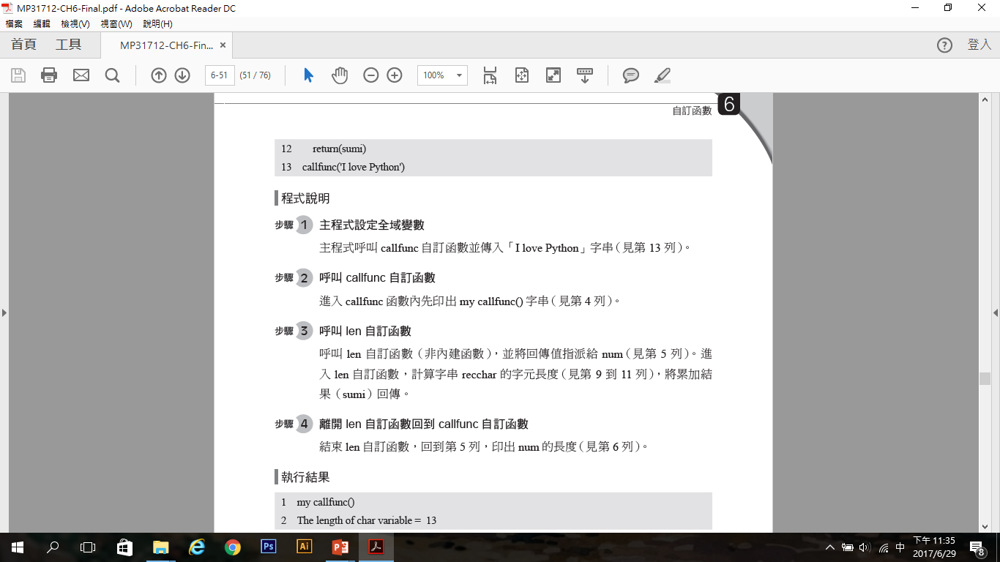 MP31712-CH6-Final.pdf - Adobe Acrobat Reader DC
檔案 編輯 檢視(V) 視窗(W) 說明(H)
首頁 工具 MP31712-CH6-Fin... × ? 登入
6-51 (51 / 76) 100%
自訂函數 6
12 return(sumi)
13 callfunc('I love Python')
程式說明
步驟 1 主程式設定全域變數
主程式呼叫 callfunc 自訂函數並傳入「I love Python」字串（見第 13 列）。
步驟 2 呼叫 callfunc 自訂函數
進入 callfunc 函數內先印出 my callfunc() 字串（見第 4 列）。
步驟 3 呼叫 len 自訂函數
呼叫 len 自訂函數（非內建函數），並將回傳值指派給 num（見第 5 列）。進
入 len 自訂函數，計算字串 recchar 的字元長度（見第 9 到 11 列），將累加結
果（sumi）回傳。
步驟 4 離開 len 自訂函數回到 callfunc 自訂函數
結束 len 自訂函數，回到第 5 列，印出 num 的長度（見第 6 列）。
執行結果
1 my callfunc()
2 The length of char variable = 13
Ps Ai 中 下午 11:35
2017/6/29 8